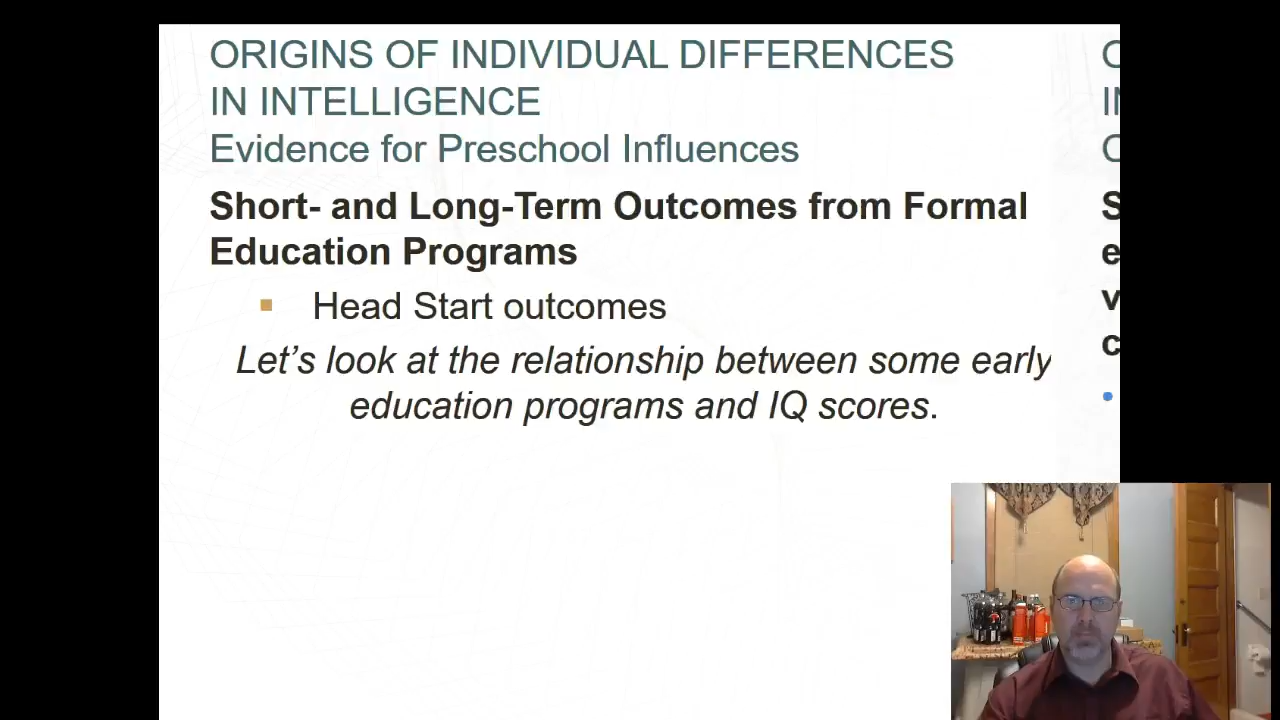 ORIGINS OF INDIVIDUAL DIFFERENCES
IN INTELLIGENCE
Evidence for Preschool Influences
Short- and Long-Term Outcomes from Formal
Education Programs
Head Start outcomes
Let’s look at the relationship between some early
education programs and IQ scores.